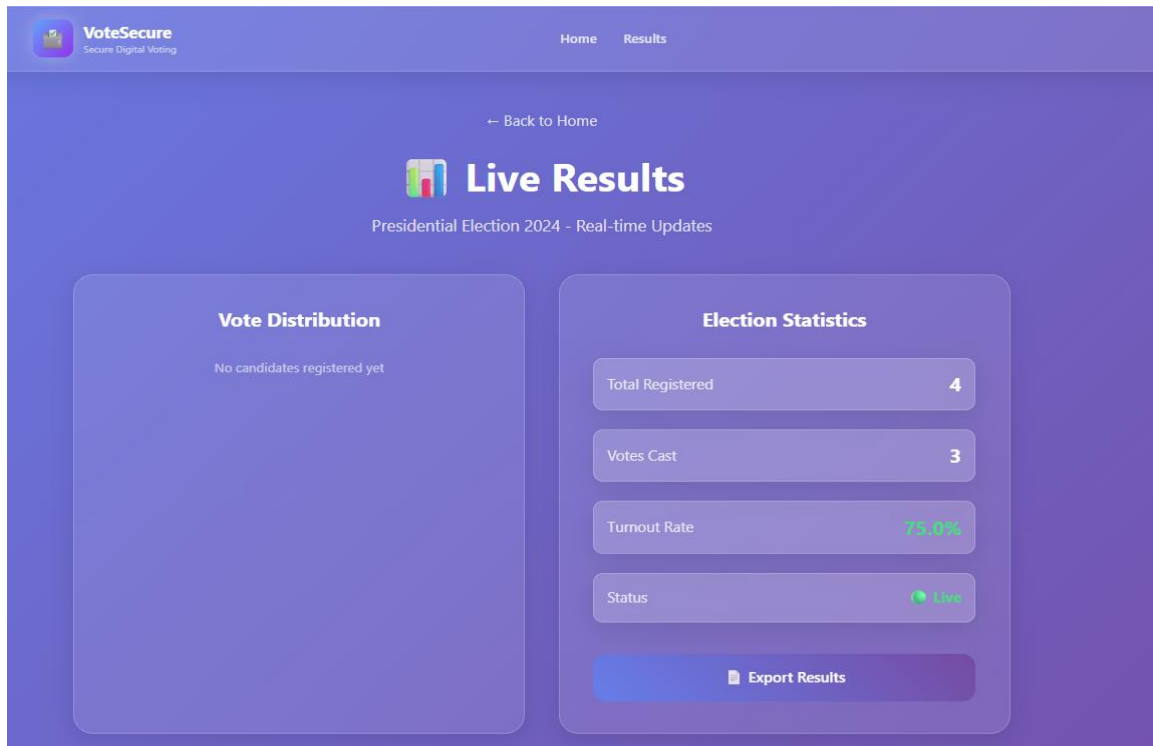 VoteSecure
Secure Digital Voting
Home Results
← Back to Home
Live Results
Presidential Election 2024 - Real-time Updates
Vote Distribution
No candidates registered yet
Election Statistics
Total Registered 4
Votes Cast 3
Turnout Rate 75.0%
Status Live
Export Results